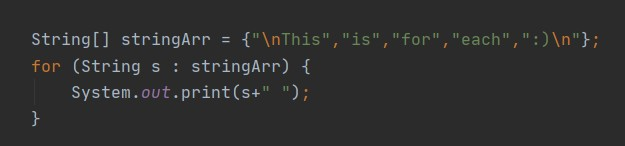 String[] stringArr = {"\nThis","is","for","each",":)\n"};
for (String s : stringArr) {
    System.out.print(s+" ");
}